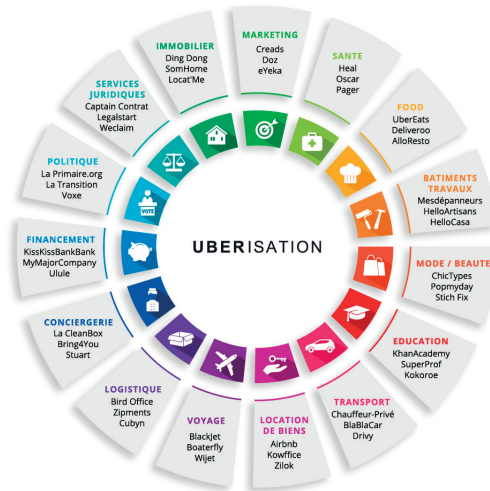 MARKETING
Creads
Doz
eYeka
SANTE
Heal
Oscar
Pager
FOOD
UberEats
Deliveroo
AlloResto
BATIMENTS
TRAVAUX
Mesdépanneurs
HelloArtisans
HelloCasa
MODE / BEAUTE
ChicTypes
Popmyday
Stich Fix
EDUCATION
KhanAcademy
SuperProf
Kokoroe
TRANSPORT
Chauffeur-Privé
BlaBlaCar
Drivy
LOCATION
DE BIENS
Airbnb
Kowffice
Zilok
VOYAGE
BlackJet
Boaterfly
Wijet
LOGISTIQUE
Bird Office
Zipments
Cubyn
CONCIERGERIE
La CleanBox
Bring4You
Stuart
FINANCEMENT
KissKissBankBank
MyMajorCompany
Ulule
POLITIQUE
La Primaire.org
La Transition
Voxe
SERVICES
JURIDIQUES
Captain Contrat
Legalstart
Weclaim
IMMOBILIER
Ding Dong
SomHome
Locat'Me
VOTE
UBERISATION